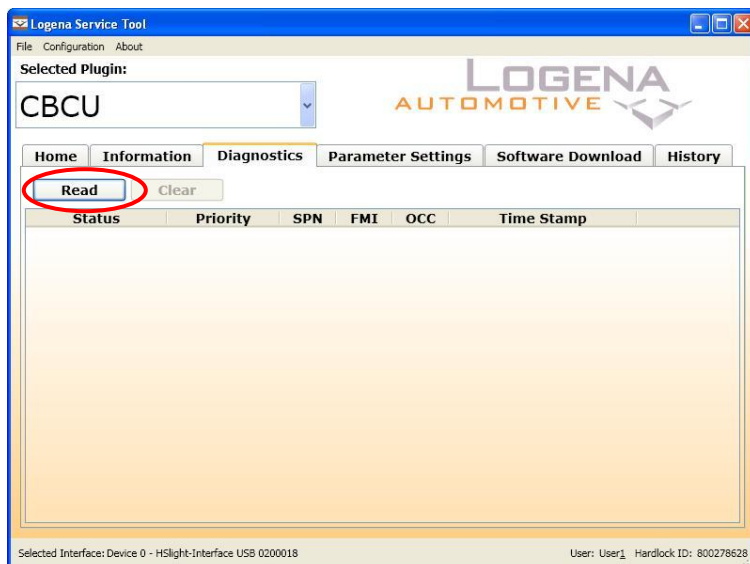 Logena Service Tool
File Configuration About
Selected Plugin:
CBCU
LOGENA
AUTOMOTIVE
Home Information Diagnostics Parameter Settings Software Download History
Read Clear
Status Priority SPN FMI OCC Time Stamp
Selected Interface: Device 0 - HSlight-Interface USB 0200018 User: User1 Hardlock ID: 800278628